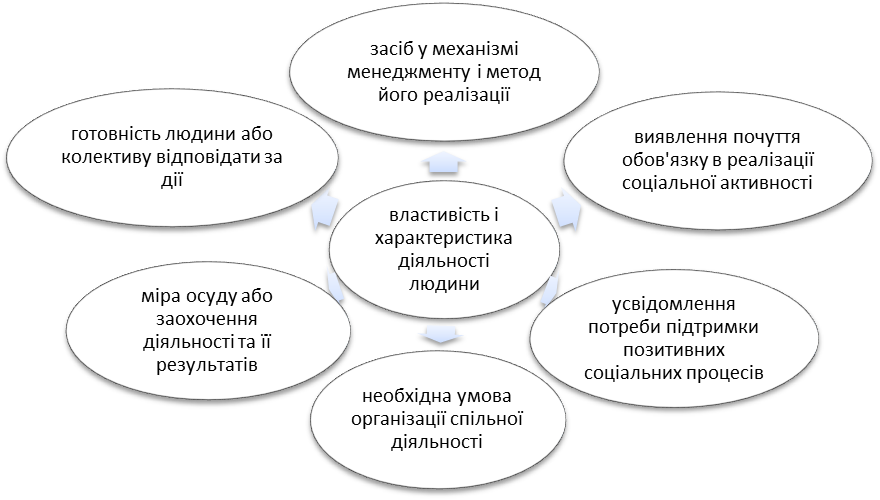 засіб у механізмі
менеджменту і метод
його реалізації
готовність людини або
колективу відповідати за
дії
виявлення почуття
обов'язку в реалізації
соціальної активності
властивість і
характеристика
діяльності
людини
міра осуду або
заохочення
діяльності та її
результатів
усвідомлення
потреби підтримки
позитивних
соціальних процесів
необхідна умова
організації спільної
діяльності